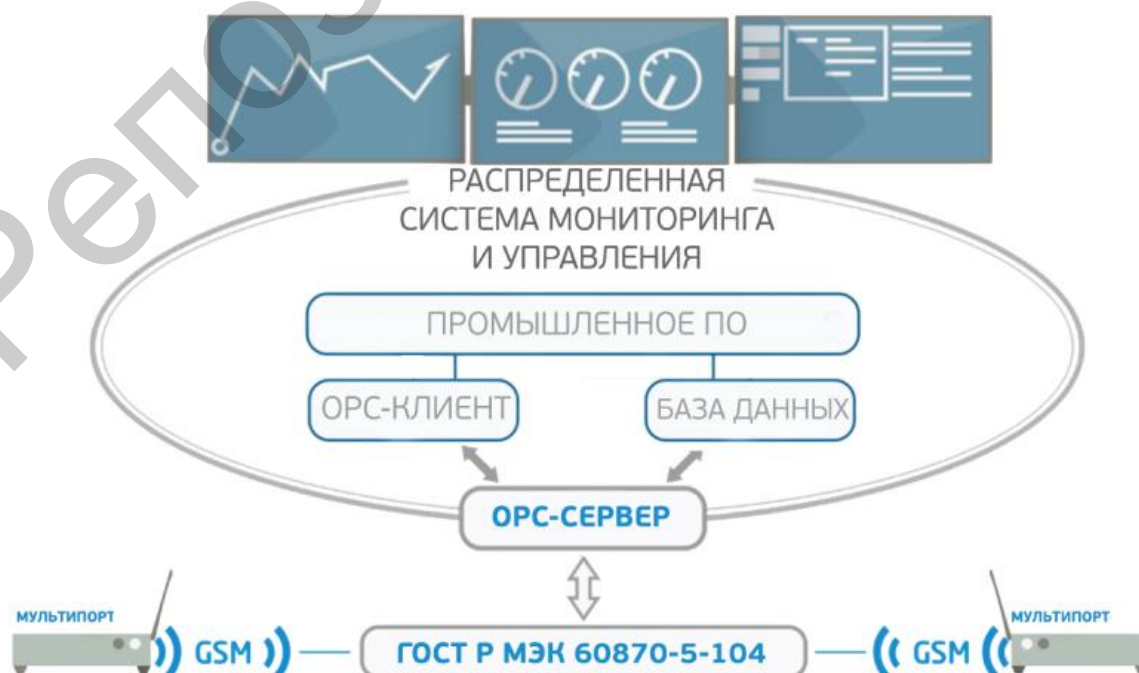 РАСПРЕДЕЛЕННАЯ
СИСТЕМА МОНИТОРИНГА
И УПРАВЛЕНИЯ
ПРОМЫШЛЕННОЕ ПО
OPC-КЛИЕНТ
БАЗА ДАННЫХ
OPC-СЕРВЕР
МУЛЬТИПОРТ
GSM
ГОСТ Р МЭК 60870-5-104
GSM
МУЛЬТИПОРТ